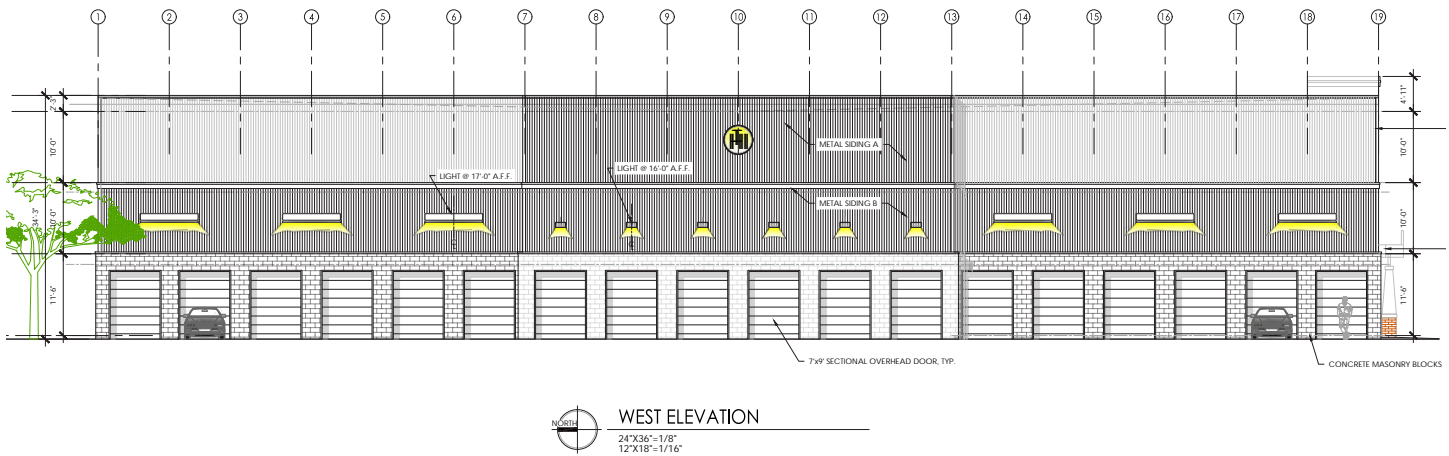 1 2 3 4 5 6 7 8 9 10 11 12 13 14 15 16 17 18 19
2'-3"
4'-11"
10'-0"
10'-0"
METAL SIDING A
LIGHT @ 16'-0" A.F.F.
LIGHT @ 17'-0" A.F.F.
METAL SIDING B
34'-3"
10'-0"
10'-0"
11'-6"
11'-6"
7'x9' SECTIONAL OVERHEAD DOOR, TYP.
CONCRETE MASONRY BLOCKS
NORTH
WEST ELEVATION
24"X36"=1/8"
12"X18"=1/16"